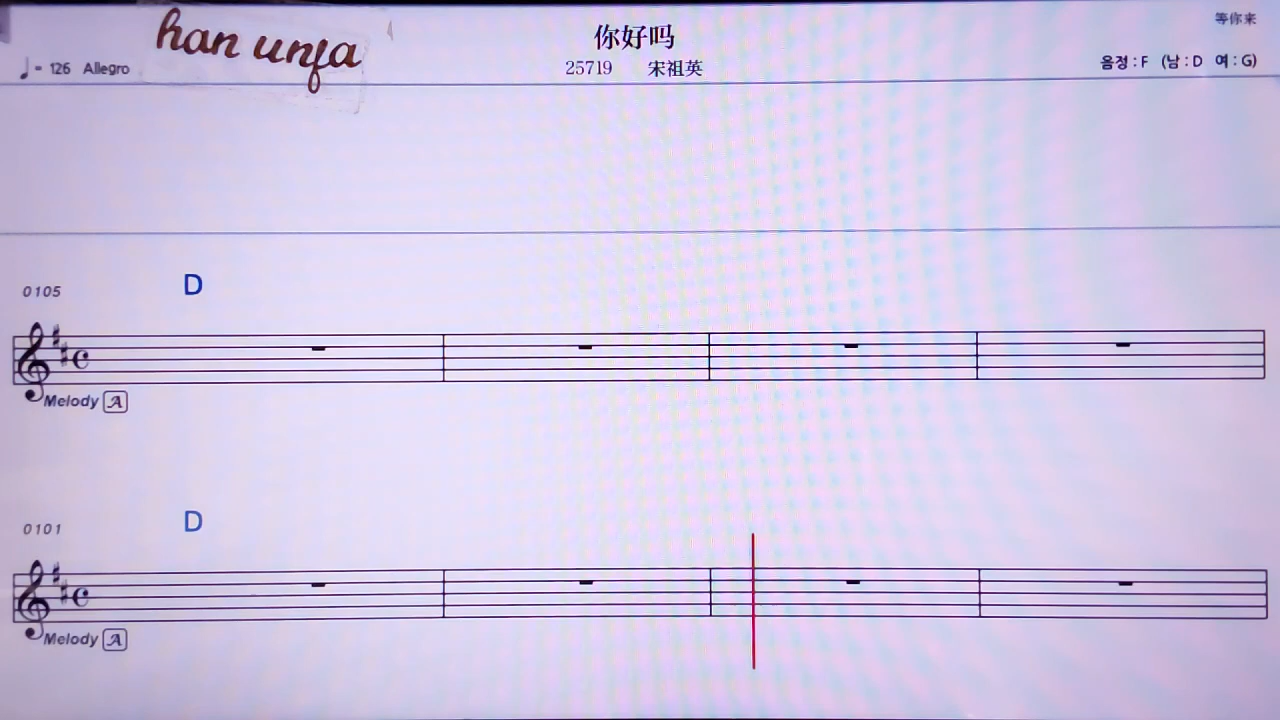 han unfa
你好吗
等你来
♩= 126 Allegro
25719 宋祖英
음정 : F (남 : D 여 : G)
0105 D
Melody A
0101 D
Melody A